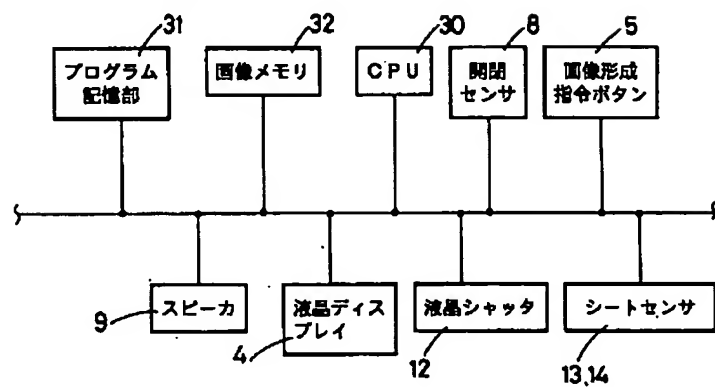 31
32
30
8
5
プログラム
記憶部
画像メモリ
CPU
開閉
センサ
画像形成
指令ボタン
スピーカ
液晶ディス
プレイ
液晶シャッタ
シートセンサ
9
4
12
13,14